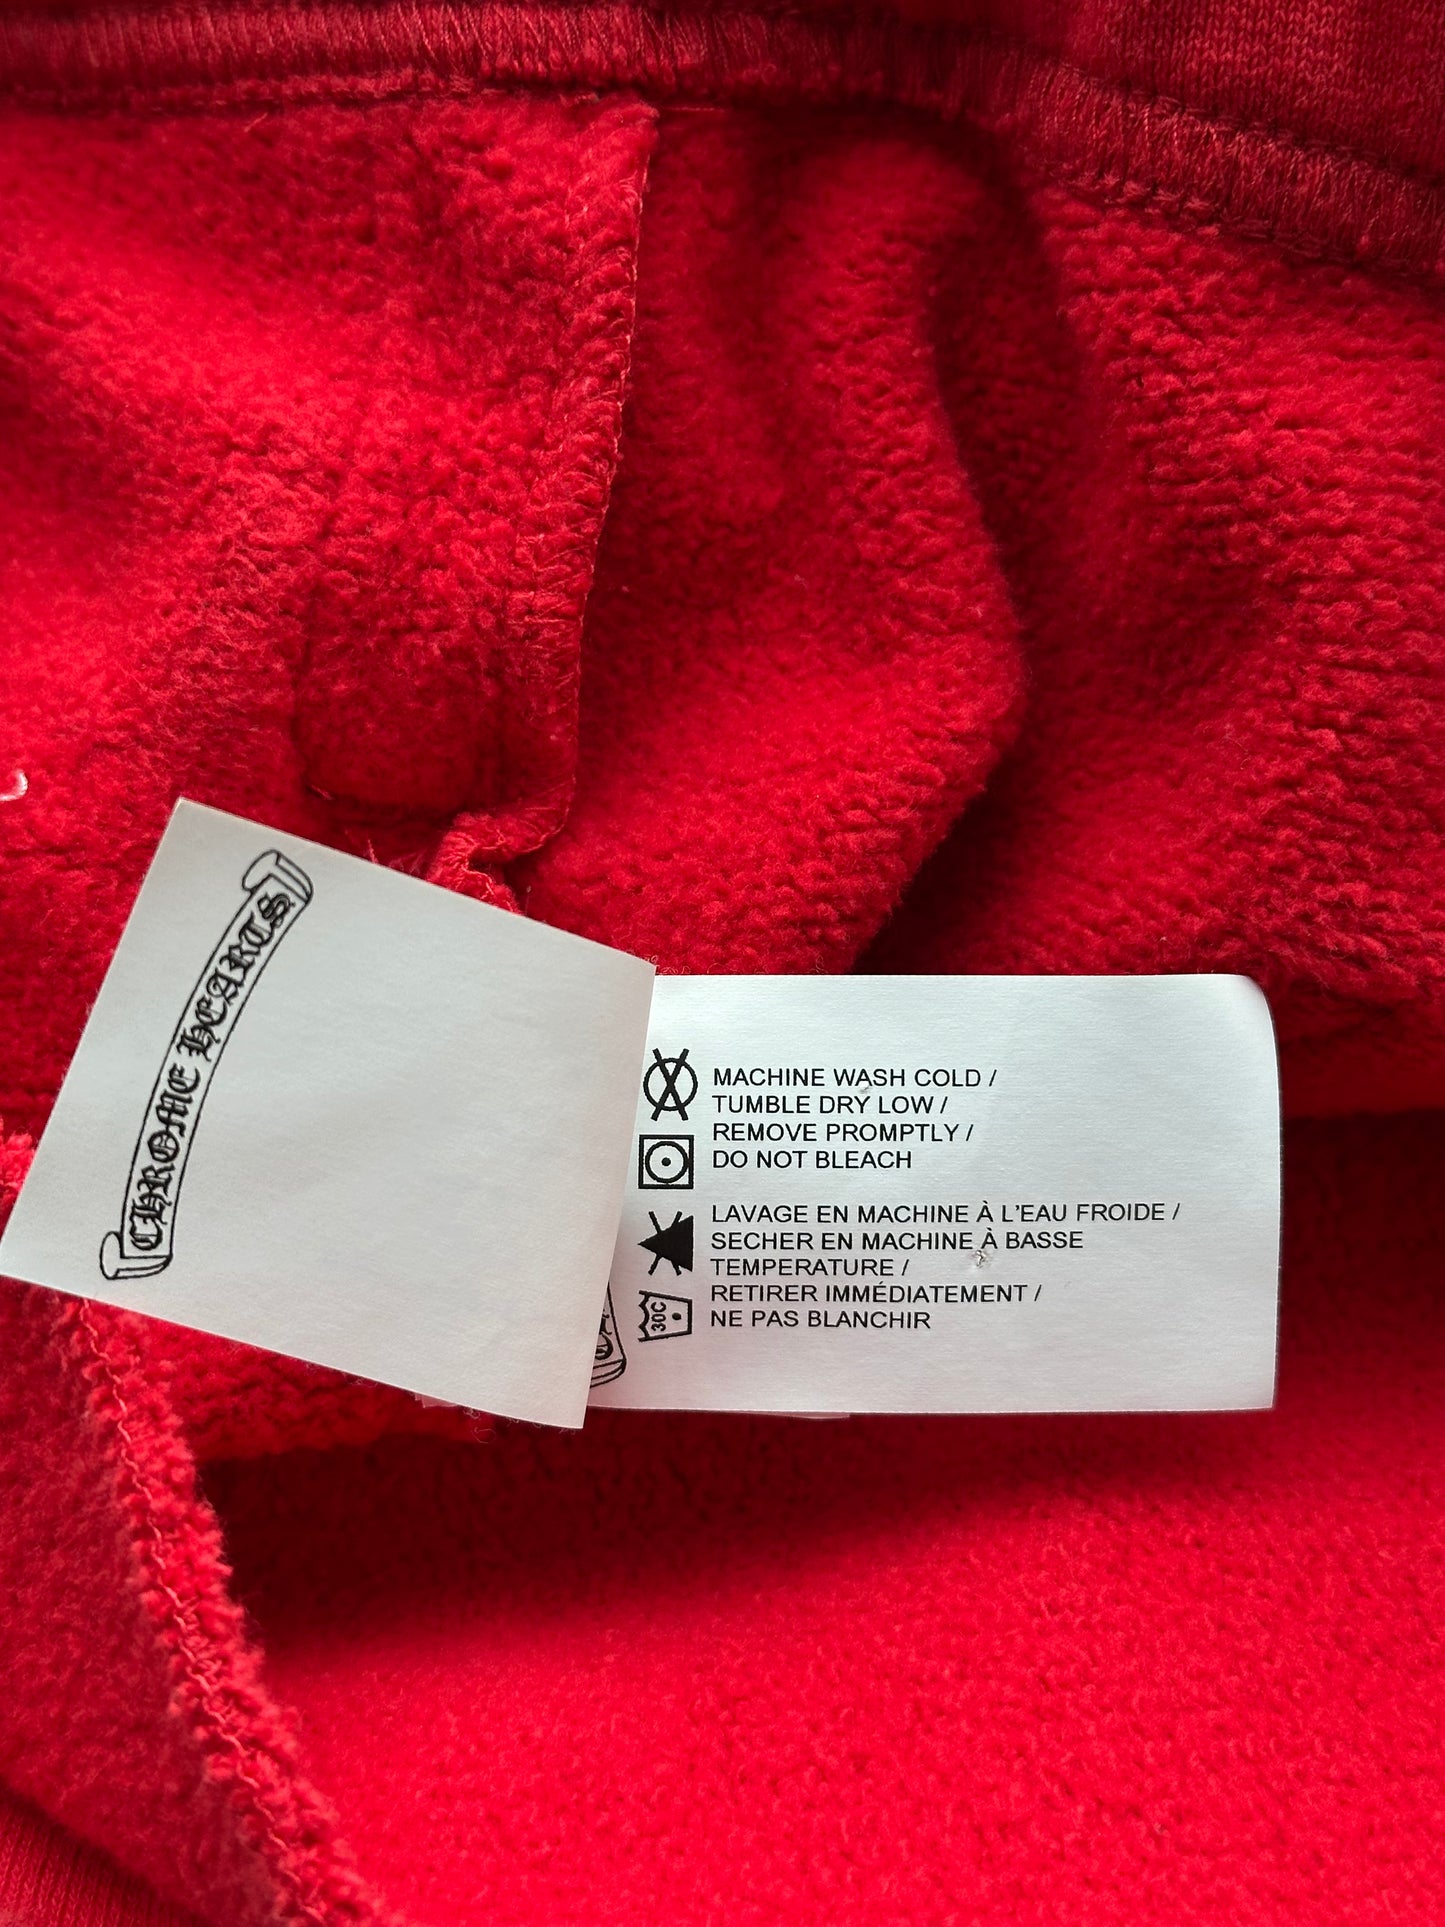 CHROME HEARTS
MACHINE WASH COLD /
TUMBLE DRY LOW /
REMOVE PROMPTLY /
DO NOT BLEACH
LAVAGE EN MACHINE À L'EAU FROIDE /
SECHER EN MACHINE À BASSE
TEMPERATURE /
RETIRER IMMÉDIATEMENT /
NE PAS BLANCHIR
30C